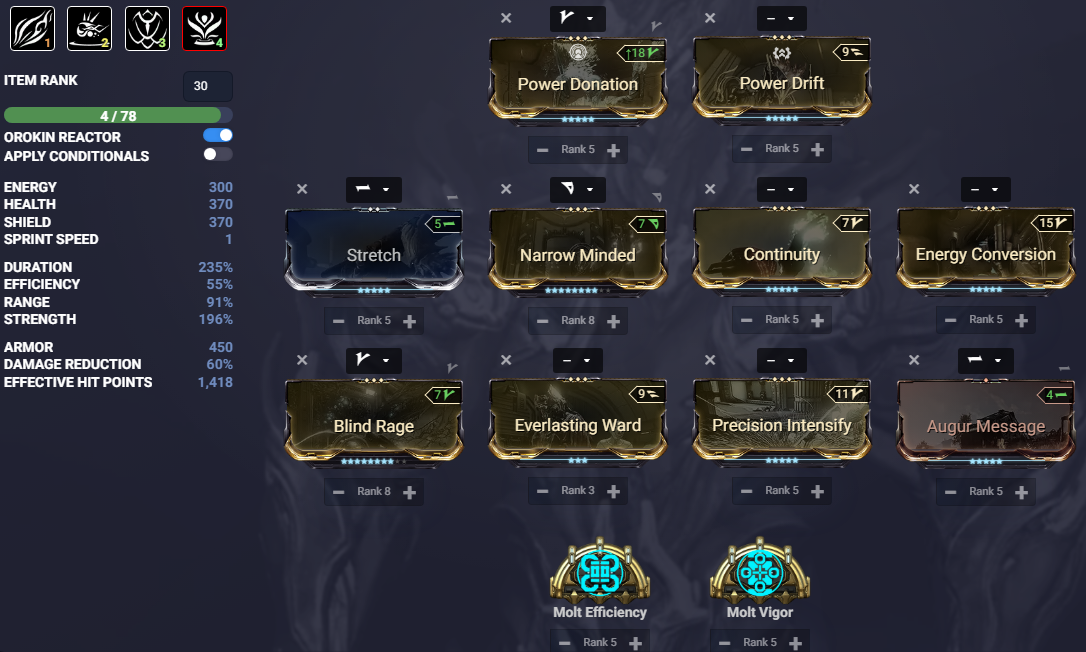 1 2 3 4
ITEM RANK 30
4 / 78
OROKIN REACTOR
APPLY CONDITIONALS
ENERGY 300
HEALTH 370
SHIELD 370
SPRINT SPEED 1
DURATION 235%
EFFICIENCY 55%
RANGE 91%
STRENGTH 196%
ARMOR 450
DAMAGE REDUCTION 60%
EFFECTIVE HIT POINTS 1,418
↑18 9
Power Donation Power Drift
Rank 5 Rank 5
5 7 7 15
Stretch Narrow Minded Continuity Energy Conversion
Rank 5 Rank 8 Rank 5 Rank 5
7 9 11 4
Blind Rage Everlasting Ward Precision Intensify Augur Message
Rank 8 Rank 3 Rank 5 Rank 5
Molt Efficiency Molt Vigor
Rank 5 Rank 5